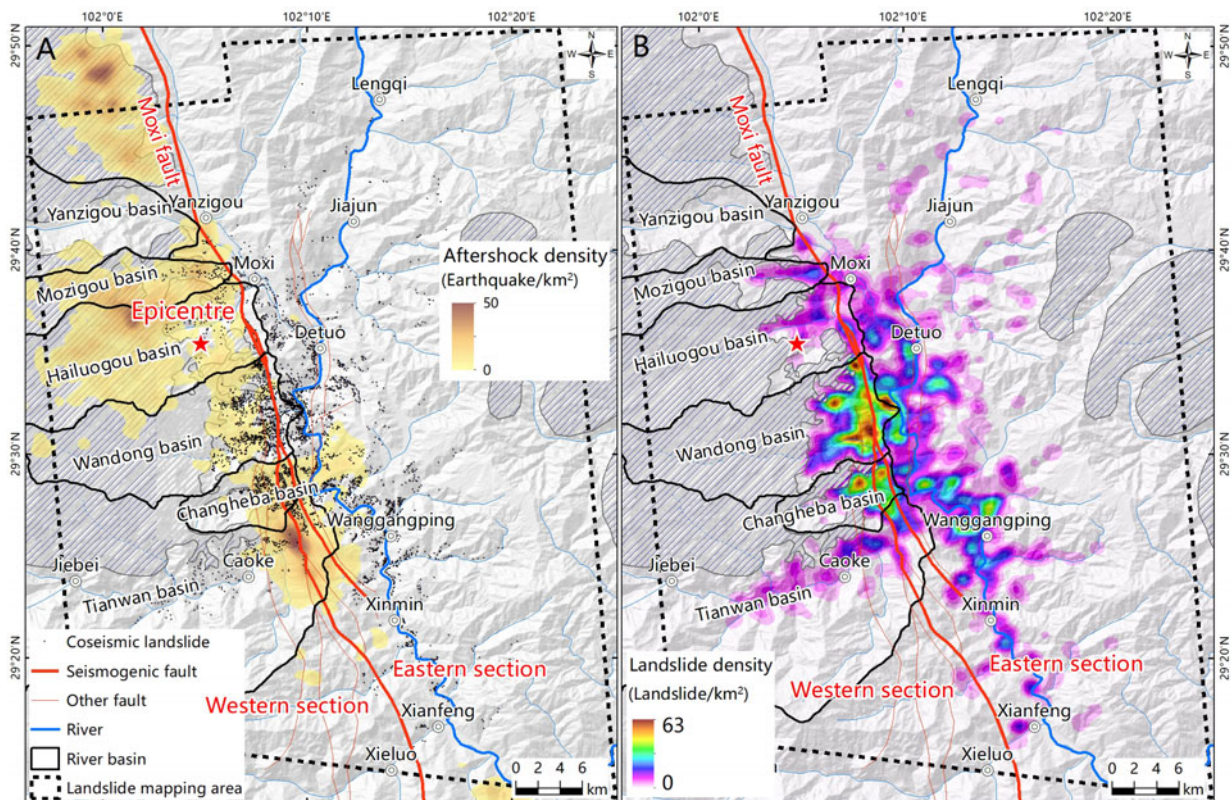 102°0'E
102°10'E
102°20'E
29°50'N
29°40'N
29°30'N
29°20'N
A
N
W E
S
Lengqi
Moxi fault
Yanzigou
Yanzigou basin
Jiajun
Mozigou basin
Moxi
Aftershock density
(Earthquake/km²)
50
0
Epicentre
Detuo
Hailuogou basin
Wandong basin
Changheba basin
Wanggangping
Jiebei
Caoke
Tianwan basin
Xinmin
Eastern section
Western section
Xianfeng
Xieluo
Coseismic landslide
Seismogenic fault
Other fault
River
River basin
Landslide mapping area
0 2 4 6
km
102°0'E
102°10'E
102°20'E
29°50'N
29°40'N
29°30'N
29°20'N
B
N
W E
S
Lengqi
Moxi fault
Yanzigou
Yanzigou basin
Jiajun
Mozigou basin
Moxi
Detuo
Hailuogou basin
Wandong basin
Changheba basin
Wanggangping
Jiebei
Caoke
Tianwan basin
Xinmin
Eastern section
Western section
Xianfeng
Xieluo
Landslide density
(Landslide/km²)
63
0
0 2 4 6
km